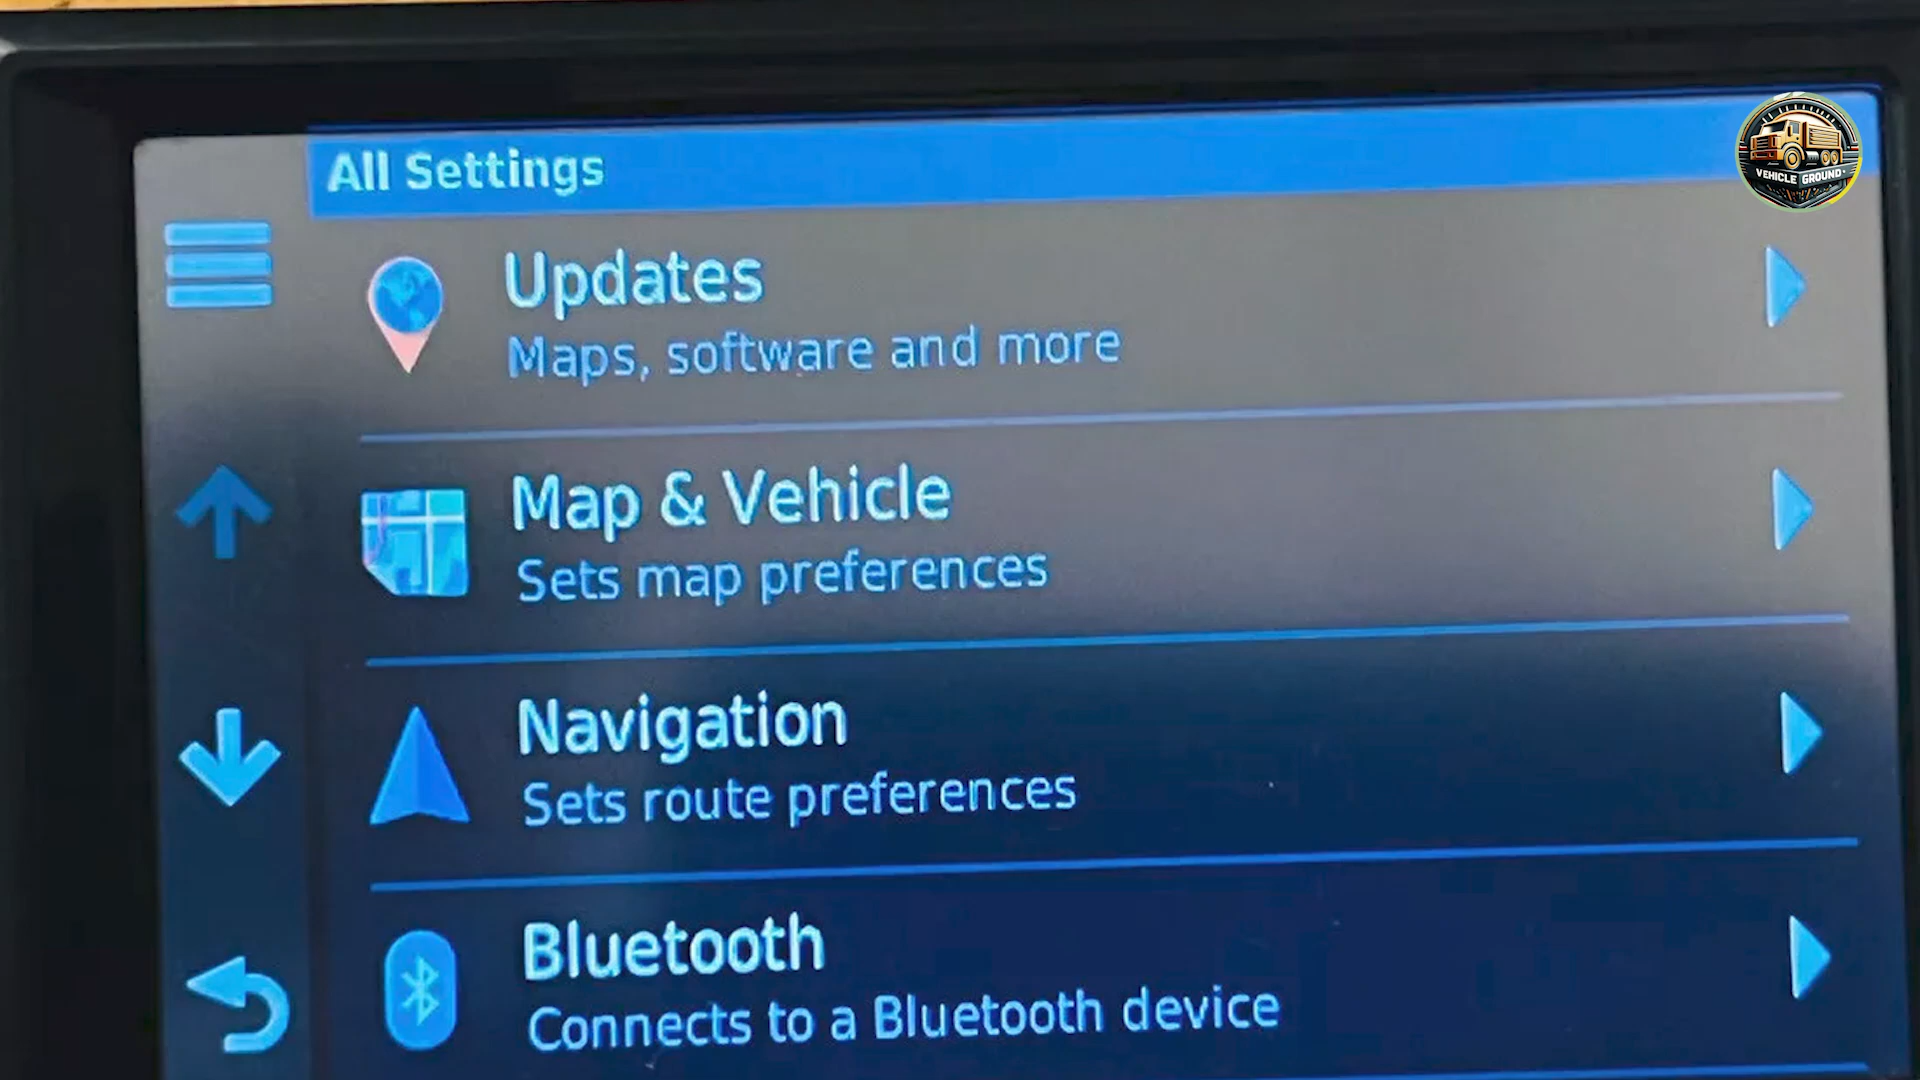 All Settings
VEHICLE GROUND
Updates
Maps, software and more
Map & Vehicle
Sets map preferences
Navigation
Sets route preferences
Bluetooth
Connects to a Bluetooth device